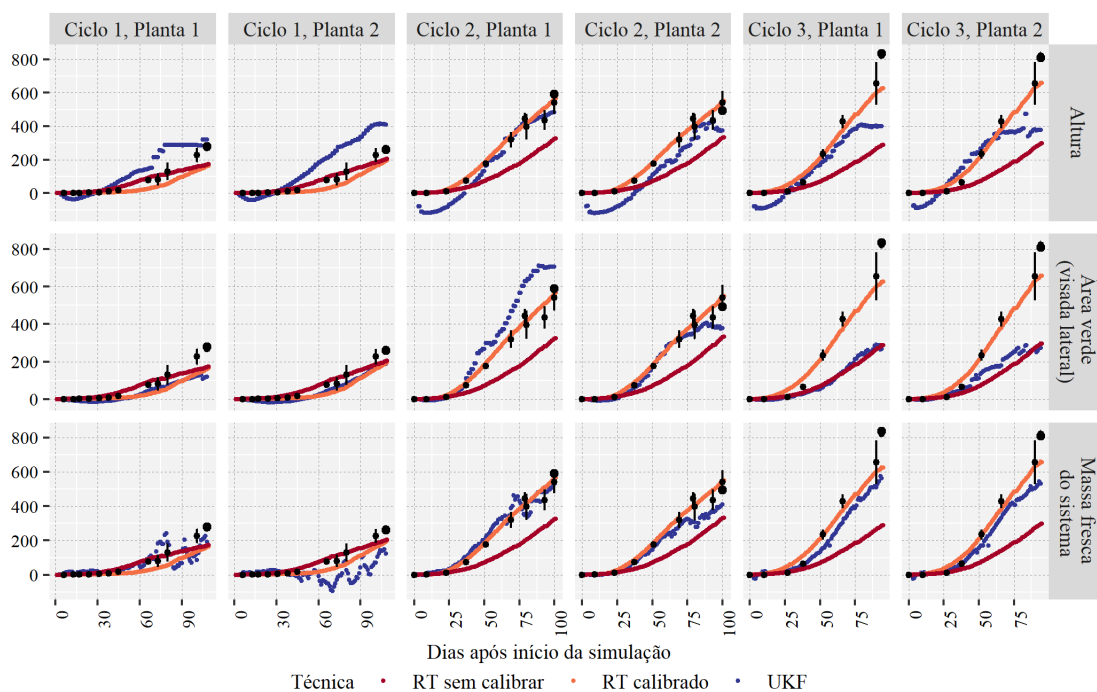 Ciclo 1, Planta 1
Ciclo 1, Planta 2
Ciclo 2, Planta 1
Ciclo 2, Planta 2
Ciclo 3, Planta 1
Ciclo 3, Planta 2
800
600
400
200
0
Altura
800
600
400
200
0
Area verde
(visada lateral)
800
600
400
200
0
Massa fresca
do sistema
0 30 60 90
0 30 60 90
0 25 50 75 100
0 25 50 75 100
0 25 50 75
0 25 50 75
Dias após início da simulação
Técnica RT sem calibrar RT calibrado UKF